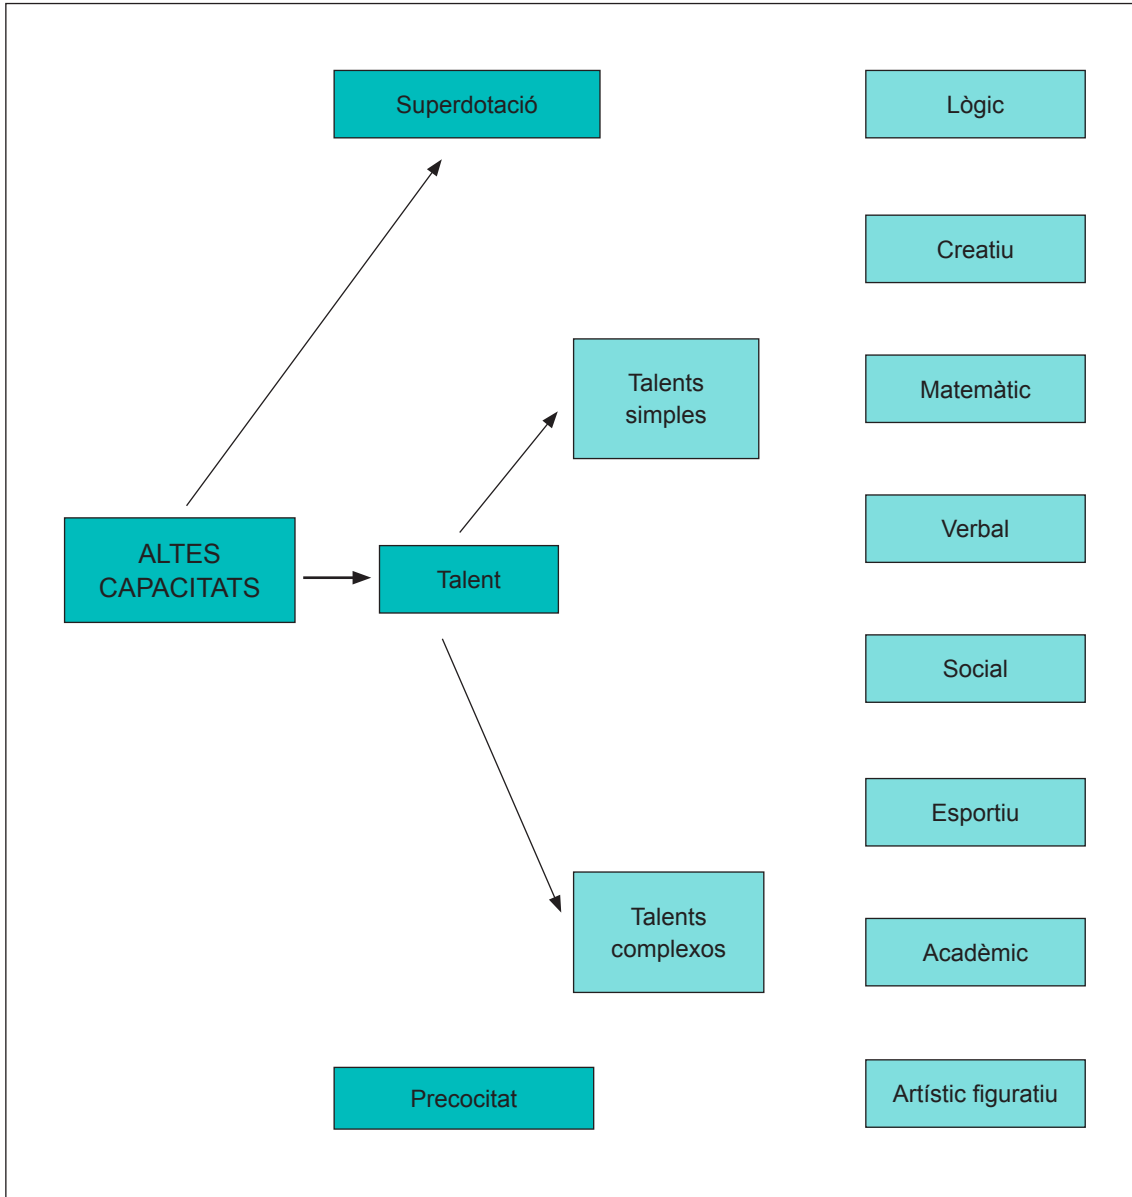 Superdotació
Lògic
Creatiu
Talents
simples
Matemàtic
Verbal
ALTES
CAPACITATS
Talent
Social
Esportiu
Talents
complexos
Acadèmic
Precocitat
Artístic figuratiu